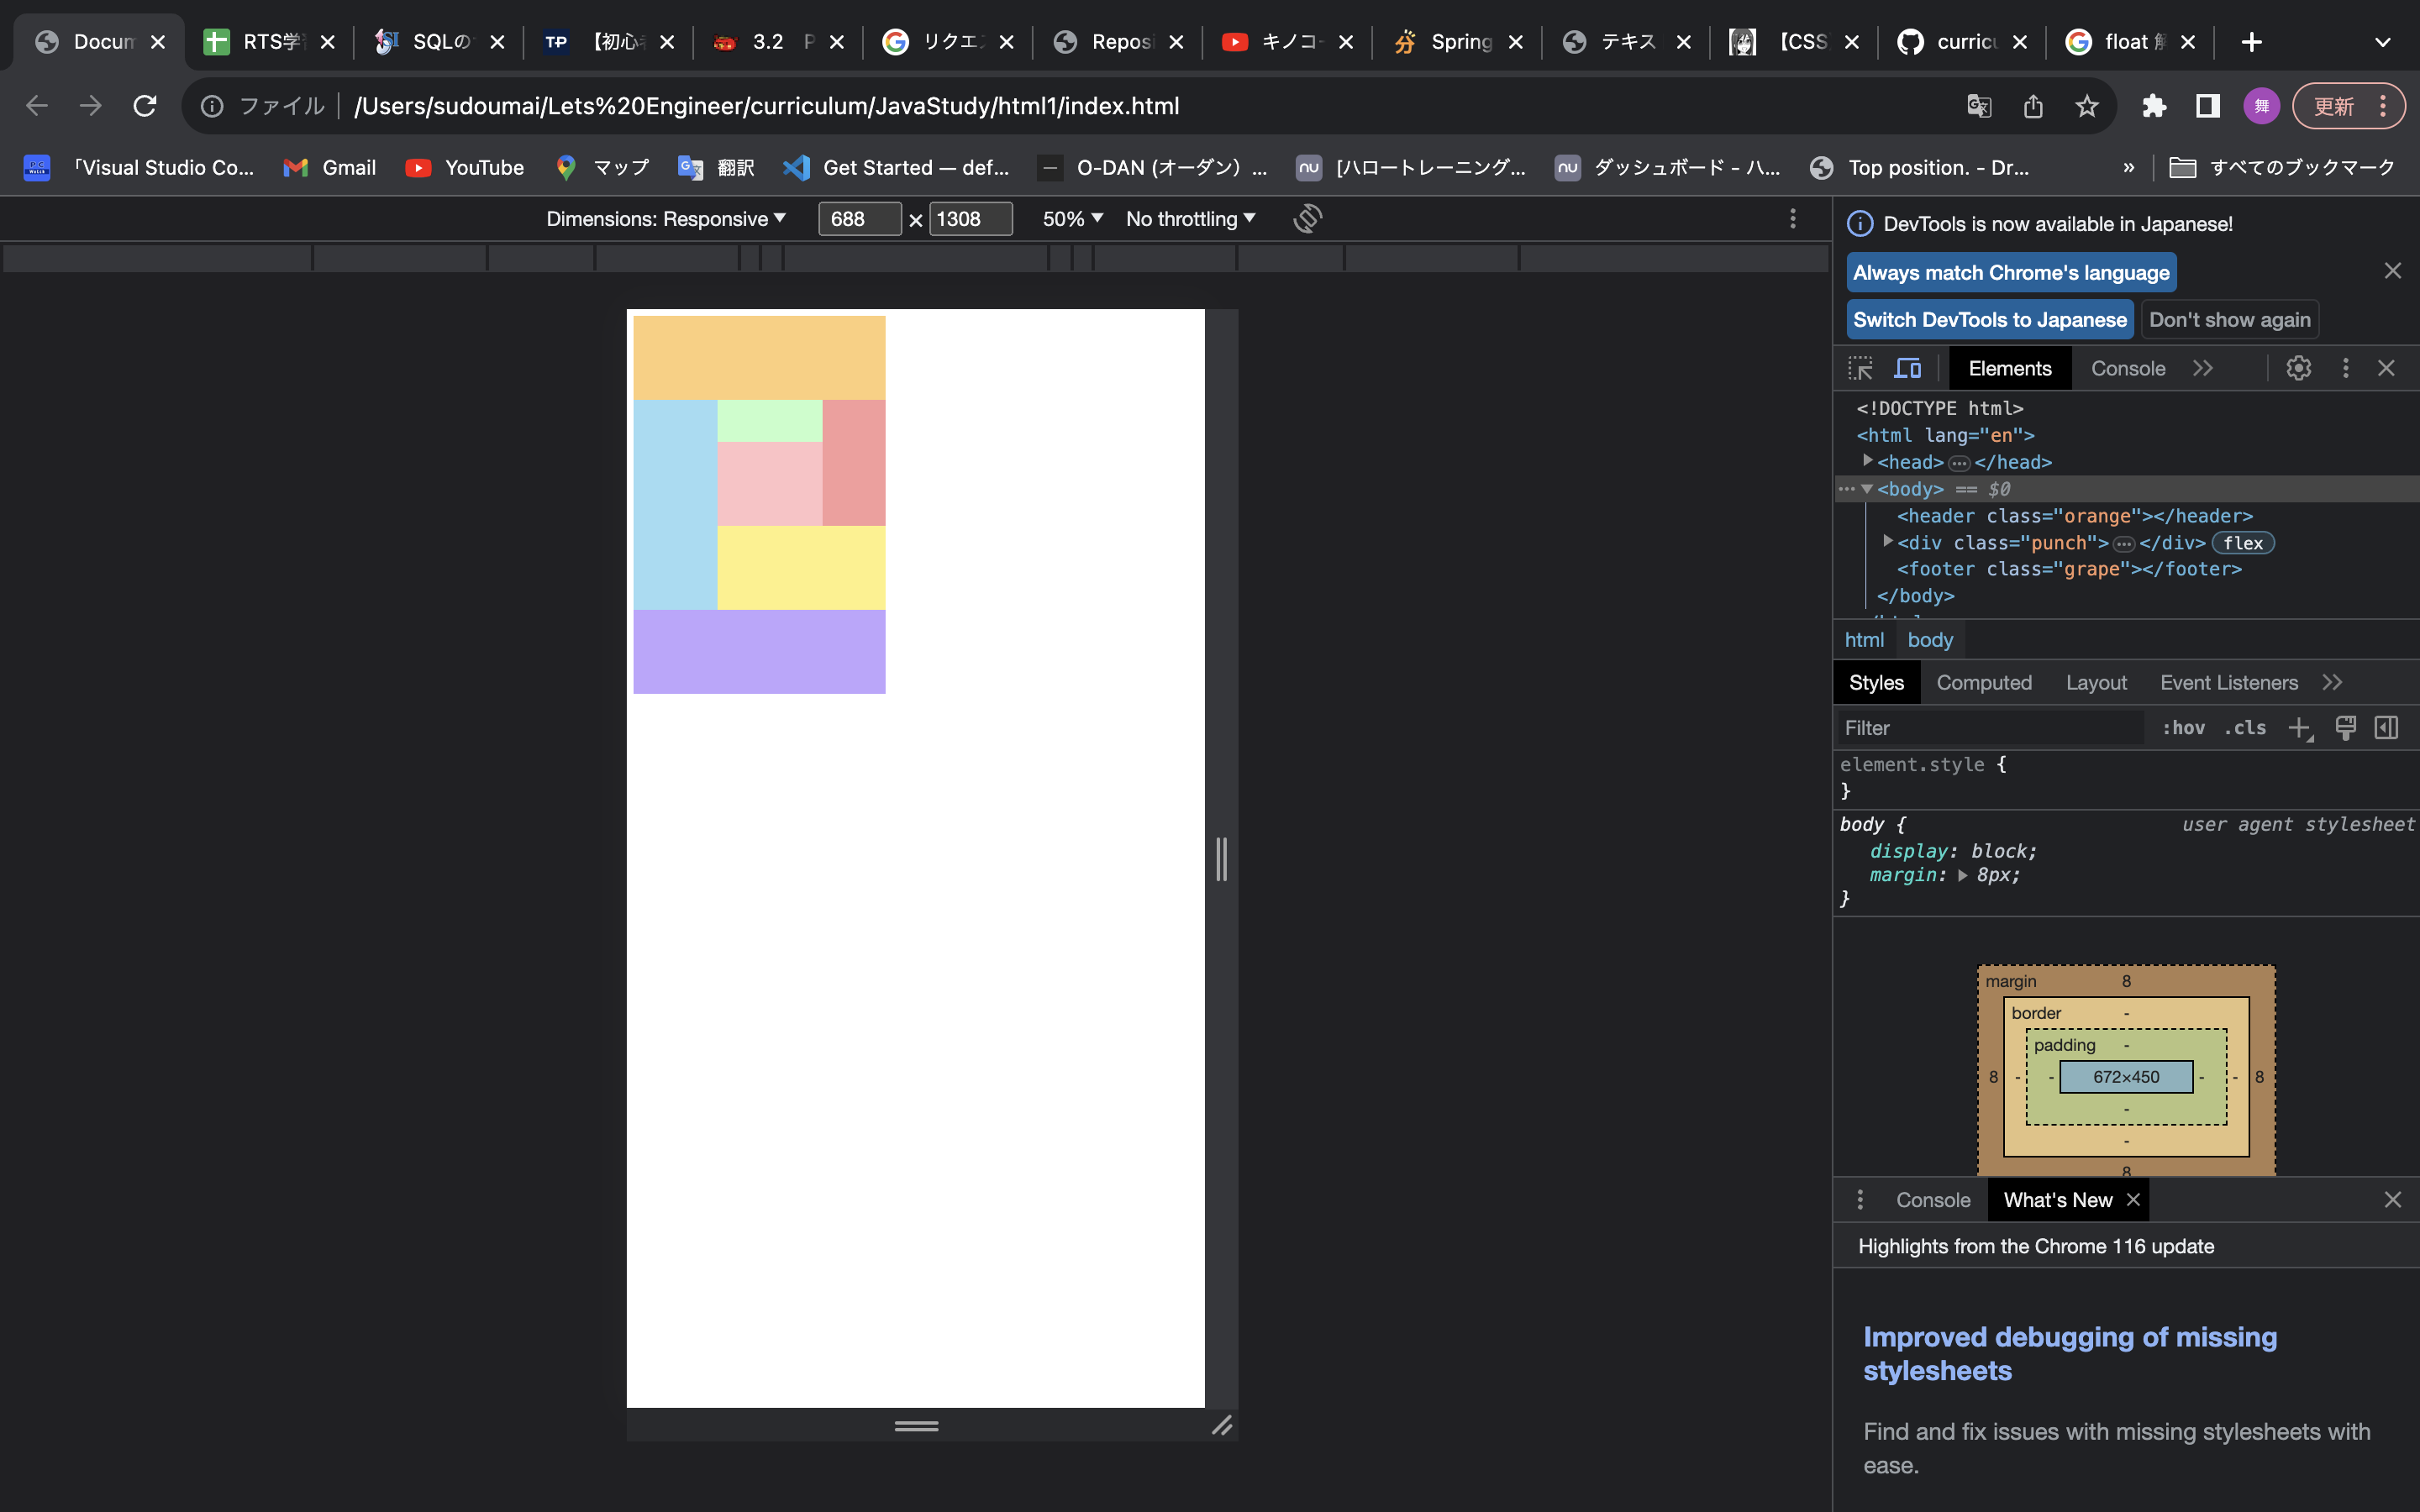 Docum
RTS学習
SQLの
TP 【初心者
3.2 P
リクエス
Reposi
キノコー
Spring
テキス
【CSS
curricu
float 解
ファイル /Users/sudoumai/Lets%20Engineer/curriculum/JavaStudy/html1/index.html
舞
更新
「Visual Studio Co...
Gmail
YouTube
マップ
翻訳
Get Started — def...
O-DAN (オーダン) ...
nu [ハロートレーニング...
nu ダッシュボード - ハ...
Top position. - Dr...
»
すべてのブックマーク
Dimensions: Responsive 688 × 1308 50% No throttling
DevTools is now available in Japanese!
Always match Chrome's language
Switch DevTools to Japanese Don't show again
Elements Console
<!DOCTYPE html>
<html lang="en">
<head> ⋯ </head>
⋯ <body> == $0
<header class="orange"></header>
<div class="punch"> ⋯ </div> flex
<footer class="grape"></footer>
</body>
html body
Styles Computed Layout Event Listeners
Filter :hov .cls
element.style {
}
body { user agent stylesheet
display: block;
margin: 8px;
}
margin 8
border -
padding -
8 - - 672×450 - - 8
-
-
8
Console What's New
Highlights from the Chrome 116 update
Improved debugging of missing
stylesheets
Find and fix issues with missing stylesheets with
ease.